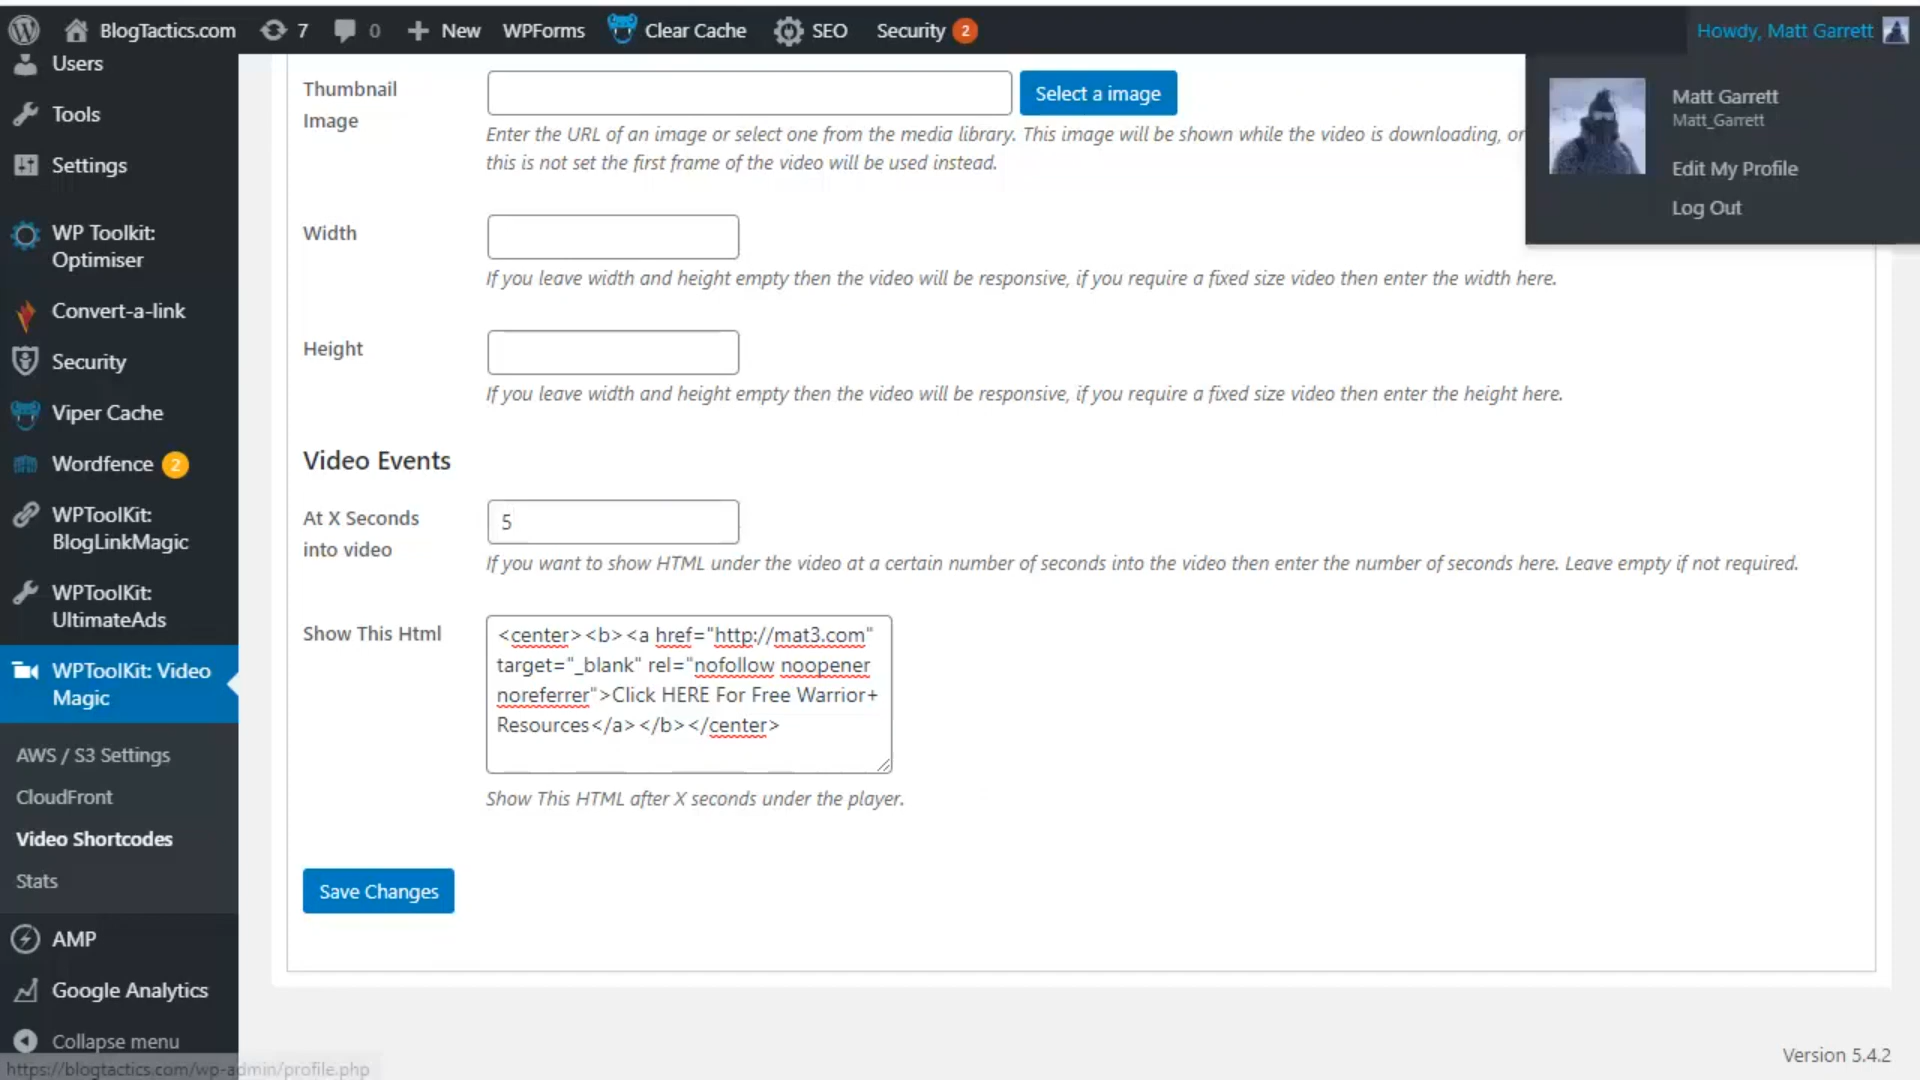 BlogTactics.com 7 0 New WPForms Clear Cache SEO Security 2 Howdy, Matt Garrett
Matt Garrett
Matt_Garrett
Edit My Profile
Log Out
Users
Tools
Settings
WP Toolkit:
Optimiser
Convert-a-link
Security
Viper Cache
Wordfence 2
WPToolKit:
BlogLinkMagic
WPToolKit:
UltimateAds
WPToolKit: Video
Magic
AWS / S3 Settings
CloudFront
Video Shortcodes
Stats
AMP
Google Analytics
Collapse menu
Thumbnail
Image
Select a image
Enter the URL of an image or select one from the media library. This image will be shown while the video is downloading, or
this is not set the first frame of the video will be used instead.
Width
If you leave width and height empty then the video will be responsive, if you require a fixed size video then enter the width here.
Height
If you leave width and height empty then the video will be responsive, if you require a fixed size video then enter the height here.
Video Events
At X Seconds
into video
5
If you want to show HTML under the video at a certain number of seconds into the video then enter the number of seconds here. Leave empty if not required.
Show This Html
<center><b><a href="http://mat3.com"
target="_blank" rel="nofollow noopener
noreferrer">Click HERE For Free Warrior+
Resources</a></b></center>
Show This HTML after X seconds under the player.
Save Changes
Version 5.4.2
https://blogtactics.com/wp-admin/profile.php